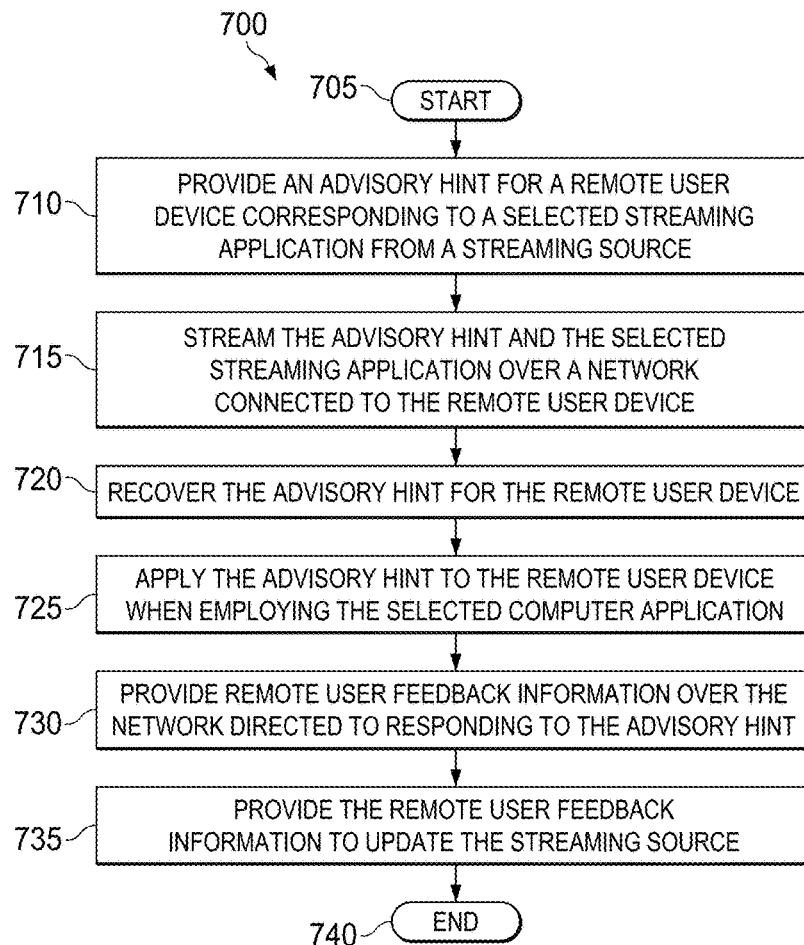 700
705
START
710
PROVIDE AN ADVISORY HINT FOR A REMOTE USER
DEVICE CORRESPONDING TO A SELECTED STREAMING
APPLICATION FROM A STREAMING SOURCE
715
STREAM THE ADVISORY HINT AND THE SELECTED
STREAMING APPLICATION OVER A NETWORK
CONNECTED TO THE REMOTE USER DEVICE
720
RECOVER THE ADVISORY HINT FOR THE REMOTE USER DEVICE
725
APPLY THE ADVISORY HINT TO THE REMOTE USER DEVICE
WHEN EMPLOYING THE SELECTED COMPUTER APPLICATION
730
PROVIDE REMOTE USER FEEDBACK INFORMATION OVER THE
NETWORK DIRECTED TO RESPONDING TO THE ADVISORY HINT
735
PROVIDE THE REMOTE USER FEEDBACK
INFORMATION TO UPDATE THE STREAMING SOURCE
740
END